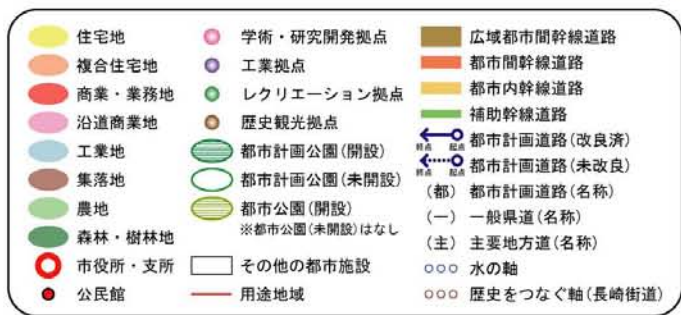 住宅地
複合住宅地
商業・業務地
沿道商業地
工業地
集落地
農地
森林・樹林地
市役所・支所
公民館
学術・研究開発拠点
工業拠点
レクリエーション拠点
歴史観光拠点
都市計画公園(開設)
都市計画公園(未開設)
都市公園(開設)
※都市公園(未開設)はなし
その他の都市施設
用途地域
広域都市間幹線道路
都市間幹線道路
都市内幹線道路
補助幹線道路
終点 起点 都市計画道路(改良済)
終点 起点 都市計画道路(未改良)
(都) 都市計画道路(名称)
(一) 一般県道(名称)
(主) 主要地方道(名称)
水の軸
歴史をつなぐ軸(長崎街道)